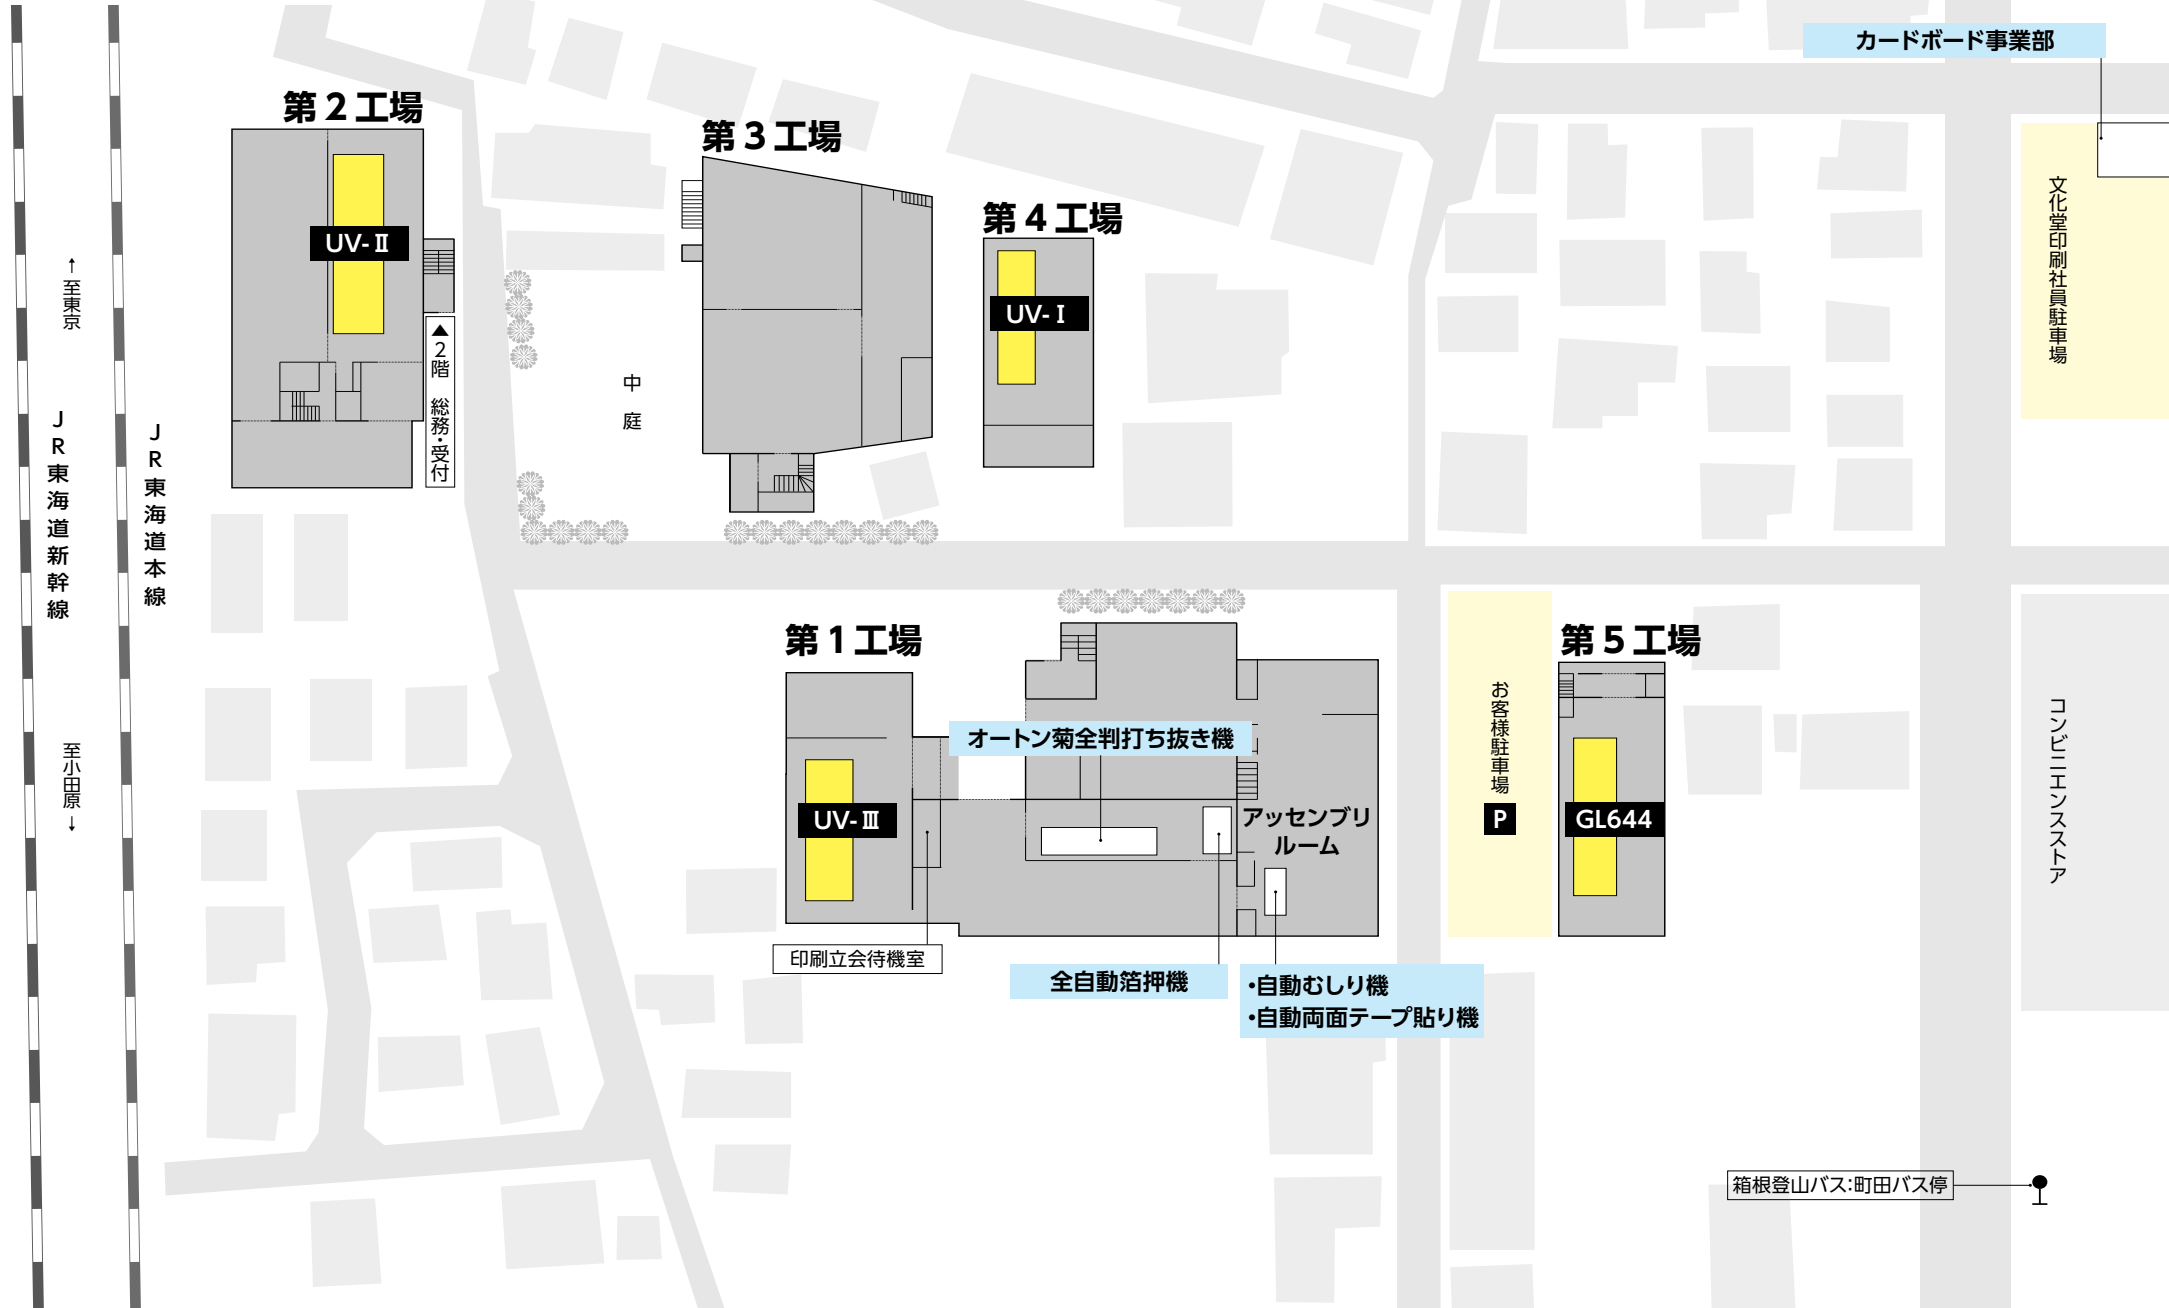 カードボード事業部
第2工場
第3工場
第4工場
UV-Ⅱ
UV-Ⅰ
▲2階 総務・受付
中庭
文化堂印刷社員駐車場
↑至東京
JR東海道新幹線
JR東海道本線
至小田原↓
第1工場
第5工場
オートン菊全判打ち抜き機
UV-Ⅲ
アッセンブリ
ルーム
お客様駐車場
P
GL644
コンビニエンスストア
印刷立会待機室
全自動箔押機
・自動むしり機
・自動両面テープ貼り機
箱根登山バス:町田バス停